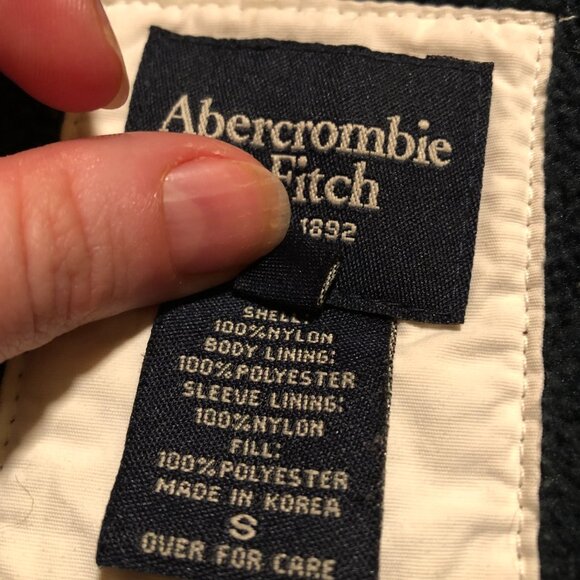 Abercrombie
Fitch
1892
SHELL:
100%NYLON
BODY LINING:
100%POLYESTER
SLEEVE LINING:
100%NYLON
FILL:
100%POLYESTER
MADE IN KOREA
S
OVER FOR CARE